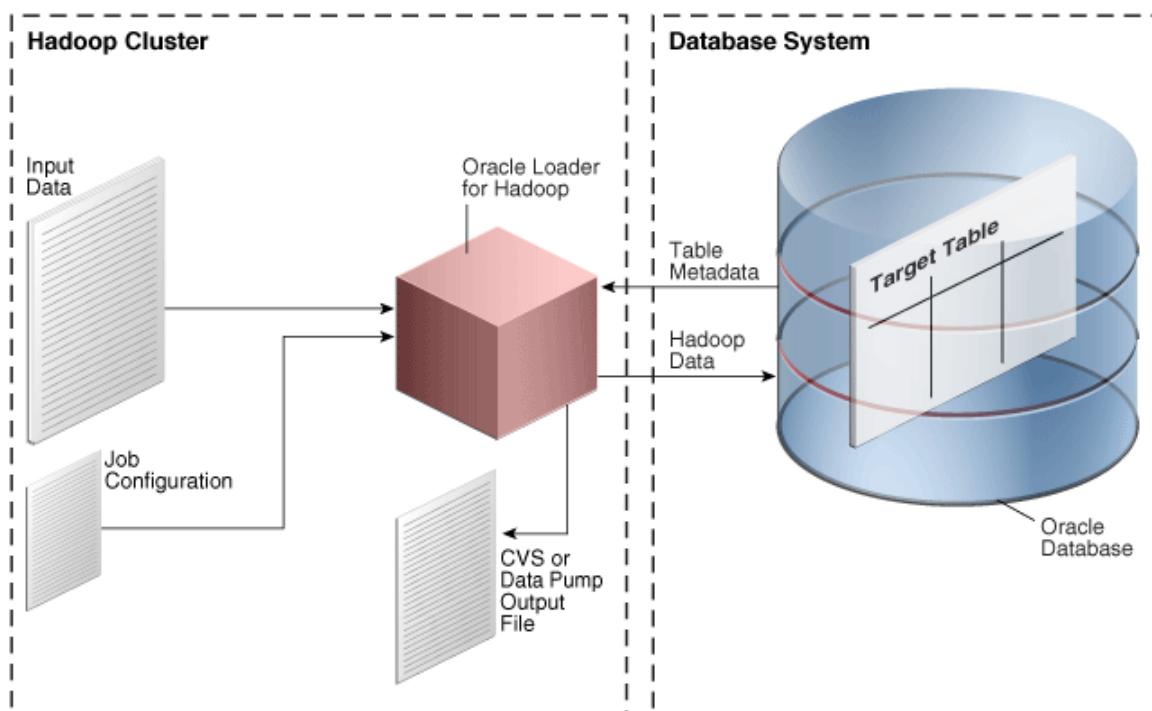 Hadoop Cluster
Database System
Input
Data
Oracle Loader
for Hadoop
Table
Metadata
Target Table
Hadoop
Data
Job
Configuration
CVS or
Data Pump
Output
File
Oracle
Database